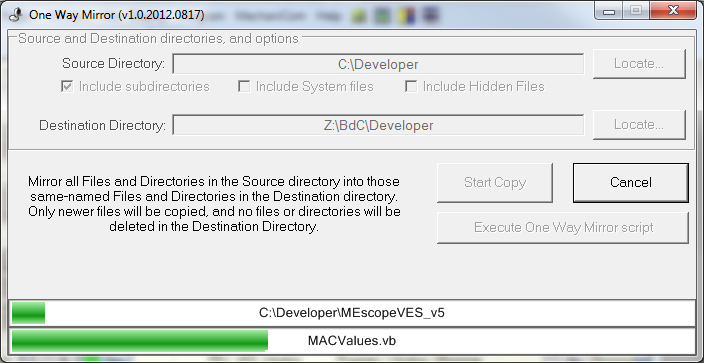 One Way Mirror (v1.0.2012.0817)
Help
Source and Destination directories, and options
Source Directory: C:\Developer Locate...
Include subdirectories Include System files Include Hidden Files
Destination Directory: Z:\BdC\Developer Locate...
Mirror all Files and Directories in the Source directory into those
same-named Files and Directories in the Destination directory.
Only newer files will be copied, and no files or directories will be
deleted in the Destination Directory.
Start Copy Cancel
Execute One Way Mirror script
C:\Developer\MEscopeVES_v5
MACValues.vb